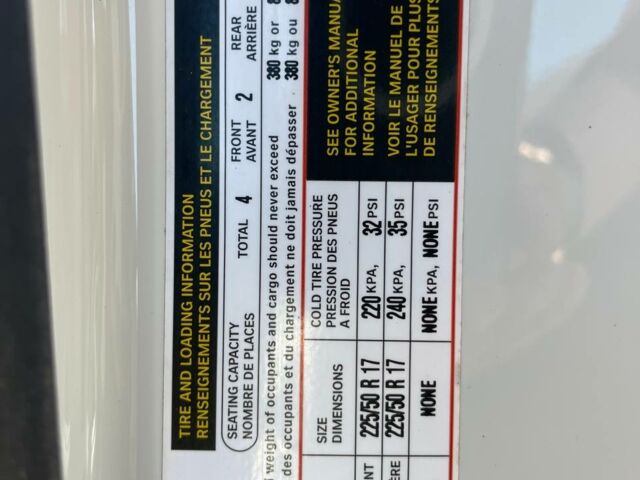 TIRE AND LOADING INFORMATION
RENSEIGNEMENTS SUR LES PNEUS ET LE CHARGEMENT
SEATING CAPACITY TOTAL 4 FRONT 2 REAR
NOMBRE DE PLACES AVANT ARRIÈRE
weight of occupants and cargo should never exceed 380 kg or
des occupants et du chargement ne doit jamais dépasser 380 kg ou
SIZE
DIMENSIONS
COLD TIRE PRESSURE
PRESSION DES PNEUS
A FROID
225/50 R 17 220 KPA, 32 PSI
225/50 R 17 240 KPA, 35 PSI
NONE NONE KPA, NONE PSI
SEE OWNER'S MANUAL
FOR ADDITIONAL
INFORMATION
VOIR LE MANUEL DE
L'USAGER POUR PLUS
DE RENSEIGNEMENTS